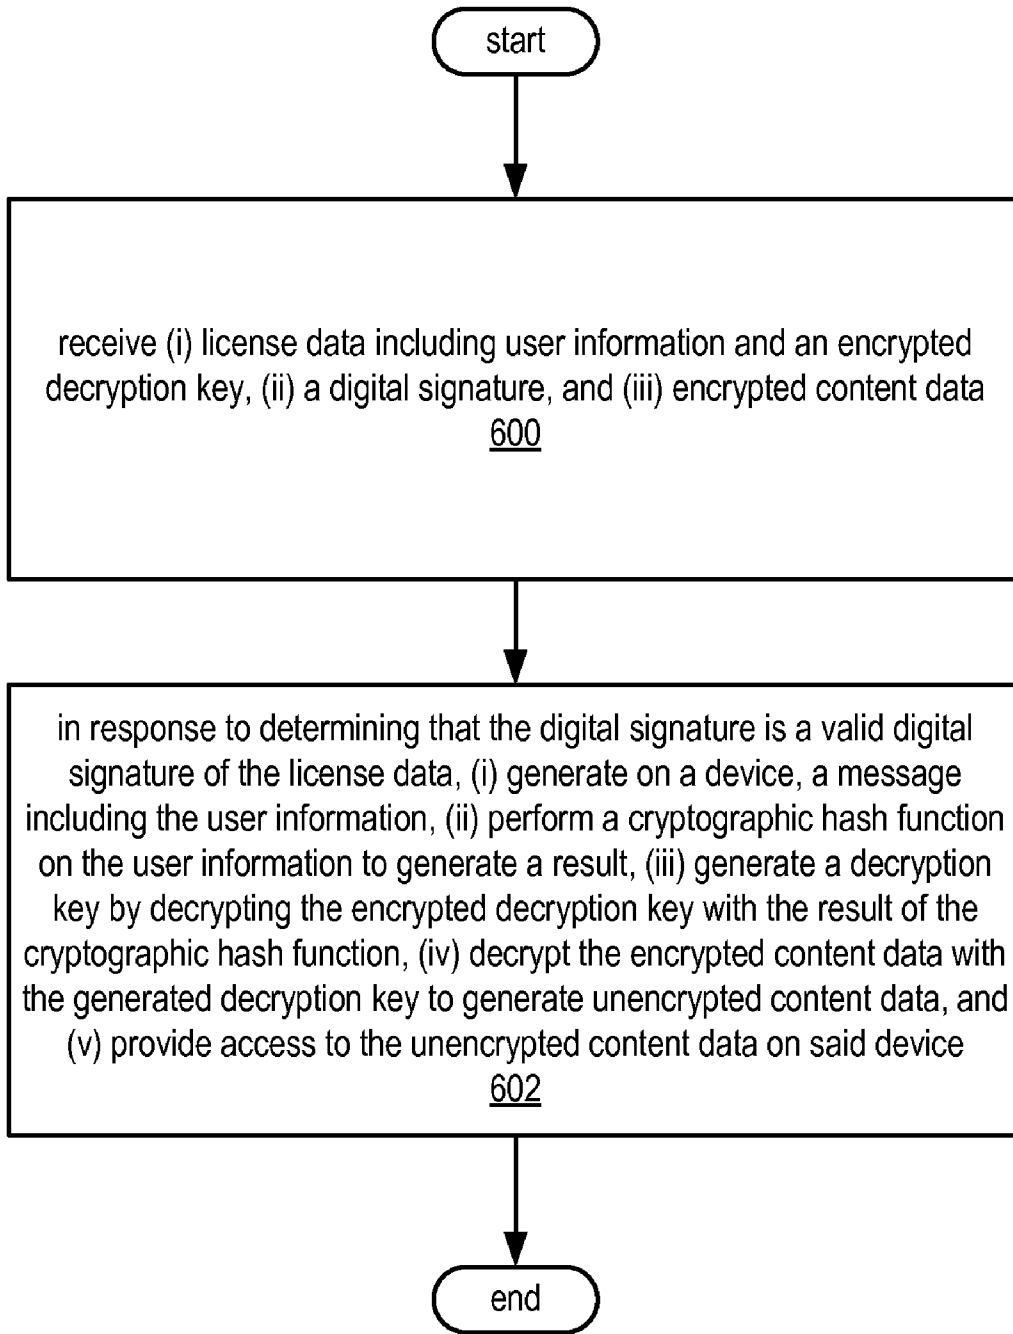 start
receive (i) license data including user information and an encrypted
decryption key, (ii) a digital signature, and (iii) encrypted content data
600
in response to determining that the digital signature is a valid digital
signature of the license data, (i) generate on a device, a message
including the user information, (ii) perform a cryptographic hash function
on the user information to generate a result, (iii) generate a decryption
key by decrypting the encrypted decryption key with the result of the
cryptographic hash function, (iv) decrypt the encrypted content data with
the generated decryption key to generate unencrypted content data, and
(v) provide access to the unencrypted content data on said device
602
end